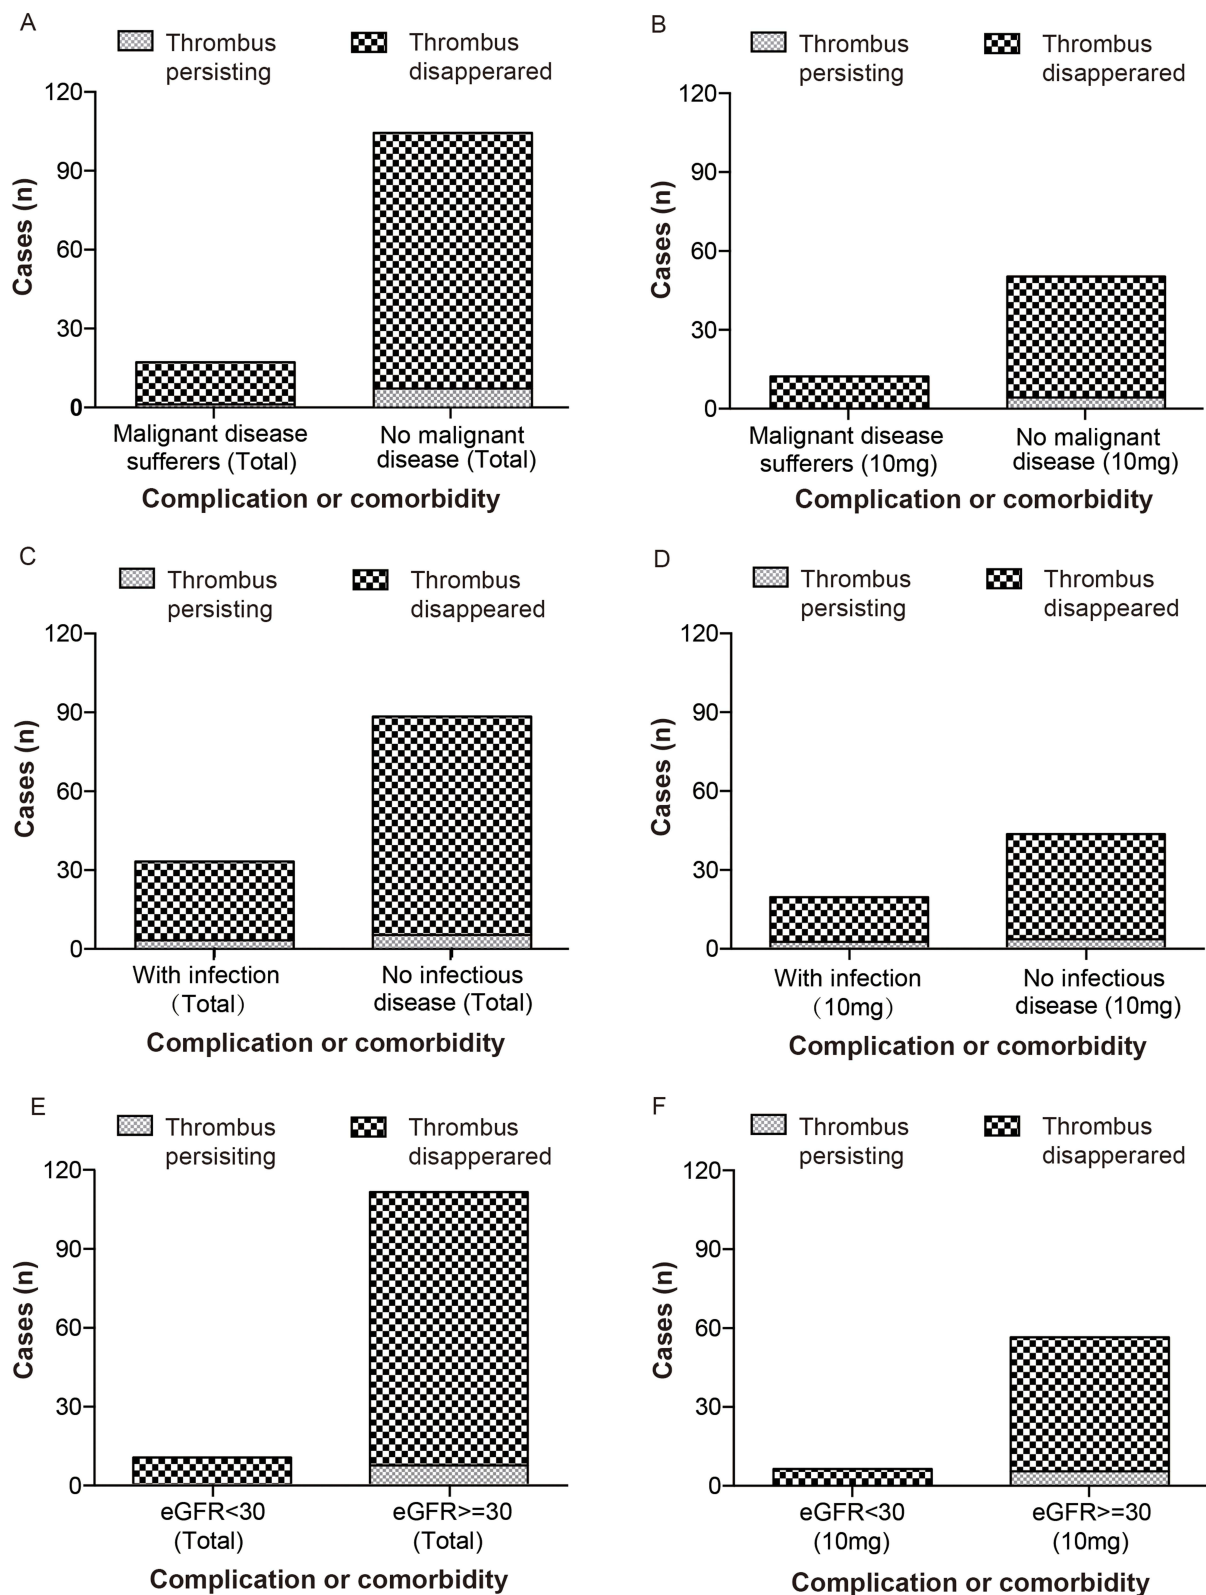 A
Thrombus
persisting
Thrombus
disapperared
120
90
60
30
0
Cases (n)
Malignant disease
sufferers (Total)
No malignant
disease (Total)
Complication or comorbidity
B
Thrombus
persisting
Thrombus
disapperared
120
90
60
30
0
Cases (n)
Malignant disease
sufferers (10mg)
No malignant
disease (10mg)
Complication or comorbidity
C
Thrombus
persisting
Thrombus
disappeared
120
90
60
30
0
Cases (n)
With infection
（Total）
No infectious
disease (Total)
Complication or comorbidity
D
Thrombus
persisting
Thrombus
disappeared
120
90
60
30
0
Cases (n)
With infection
（10mg）
No infectious
disease (10mg)
Complication or comorbidity
E
Thrombus
persisiting
Thrombus
disapperared
120
90
60
30
0
Cases (n)
eGFR<30
(Total)
eGFR>=30
(Total)
Complication or comorbidity
F
Thrombus
persisting
Thrombus
disapperared
120
90
60
30
0
Cases (n)
eGFR<30
(10mg)
eGFR>=30
(10mg)
Complication or comorbidity